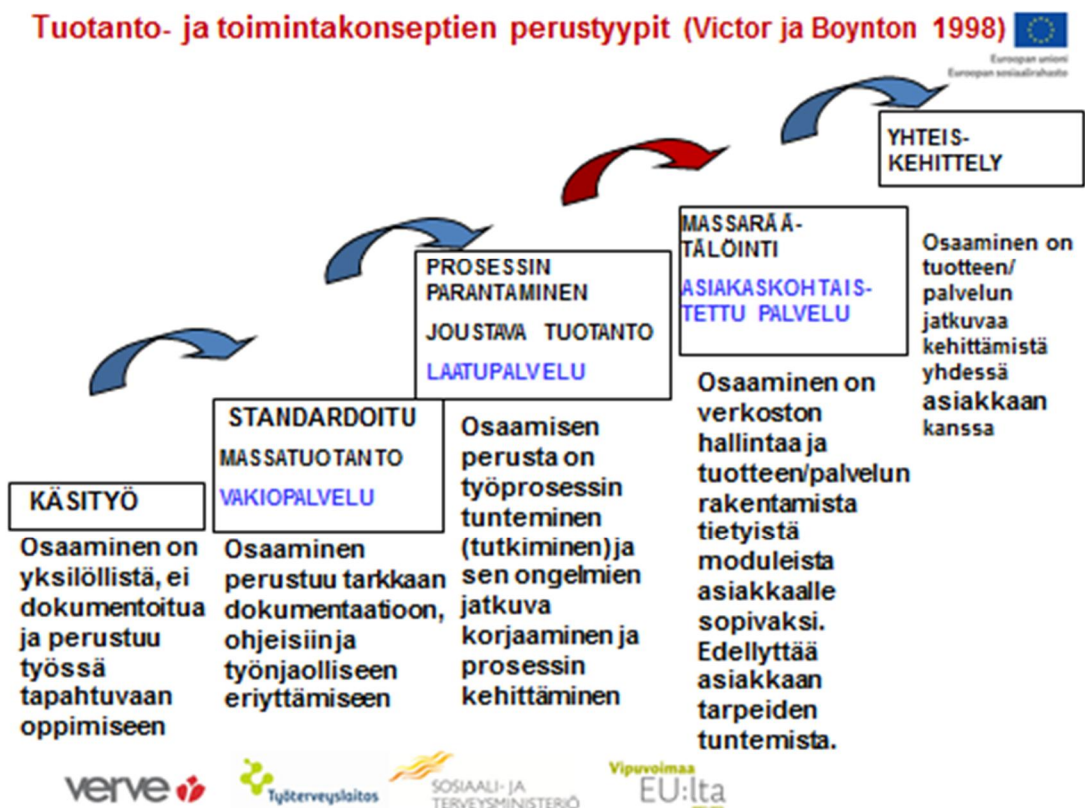 Tuotanto- ja toimintakonseptien perustyypit (Victor ja Boynton 1998)
Euroopan unioni
Euroopan sosiaalirahasto
YHTEIS-
KEHITTELY
Osaaminen on
tuotteen/
palvelun
jatkuvaa
kehittämistä
yhdessä
asiakkaan
kanssa
MASSARÄÄ-
TÄLÖINTI
ASIAKASKOHTAIS-
TETTU PALVELU
Osaaminen on
verkoston
hallintaa ja
tuotteen/palvelun
rakentamista
tietyistä
moduleista
asiakkaalle
sopivaksi.
Edellyttää
asiakkaan
tarpeiden
tuntemista.
PROSESSIN
PARANTAMINEN
JOUSTAVA TUOTANTO
LAATUPALVELU
Osaamisen
perusta on
työprosessin
tunteminen
(tutkiminen) ja
sen ongelmien
jatkuva
korjaaminen ja
prosessin
kehittäminen
STANDARDOITU
MASSATUOTANTO
VAKIOPALVELU
Osaaminen
perustuu tarkkaan
dokumentaatioon,
ohjeisiin ja
työnjaolliseen
eriyttämiseen
KÄSITYÖ
Osaaminen on
yksilöllistä, ei
dokumentoitua
ja perustuu
työssä
tapahtuvaan
oppimiseen
verve
Työterveyslaitos
SOSIAALI- JA
TERVEYSMINISTERIÖ
Vipuvoimaa
EU:lta